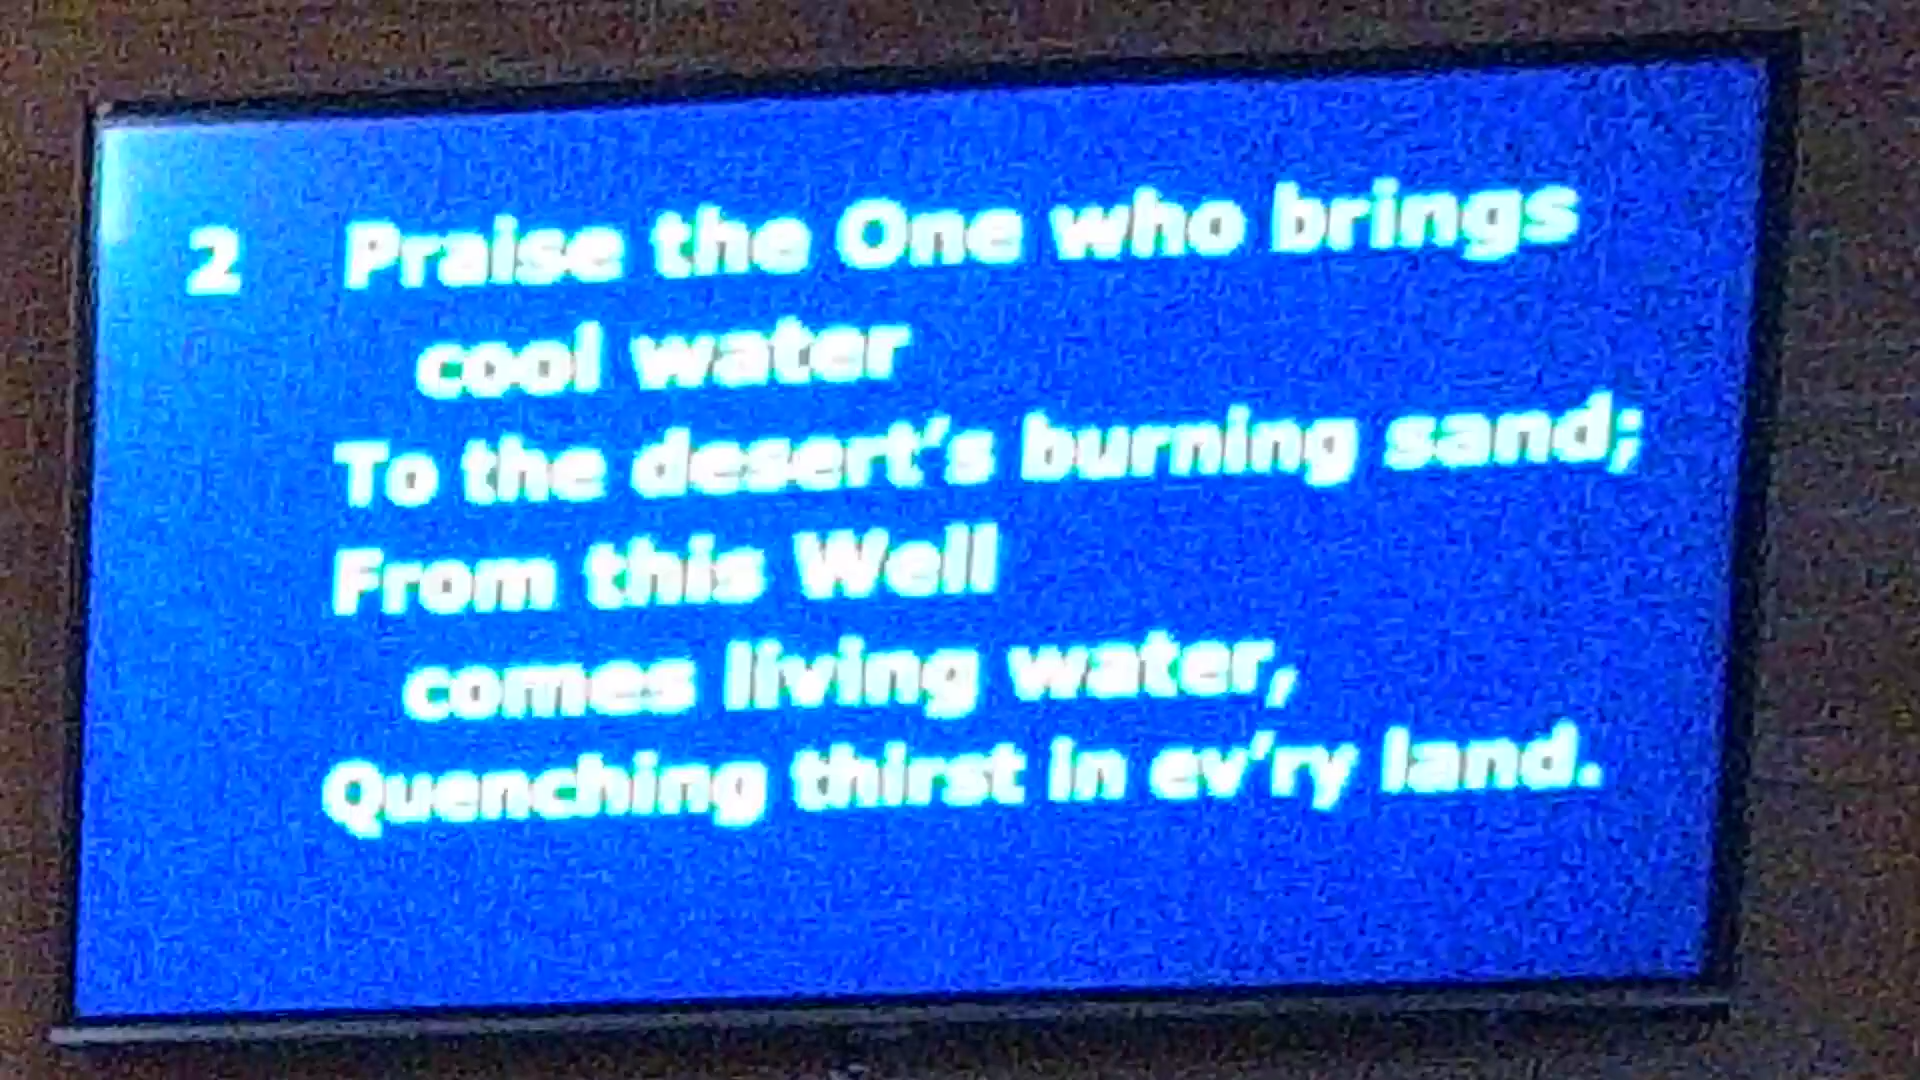 2 Praise the One who brings
cool water
To the desert's burning sand;
From this Well
comes living water,
Quenching thirst in ev'ry land.